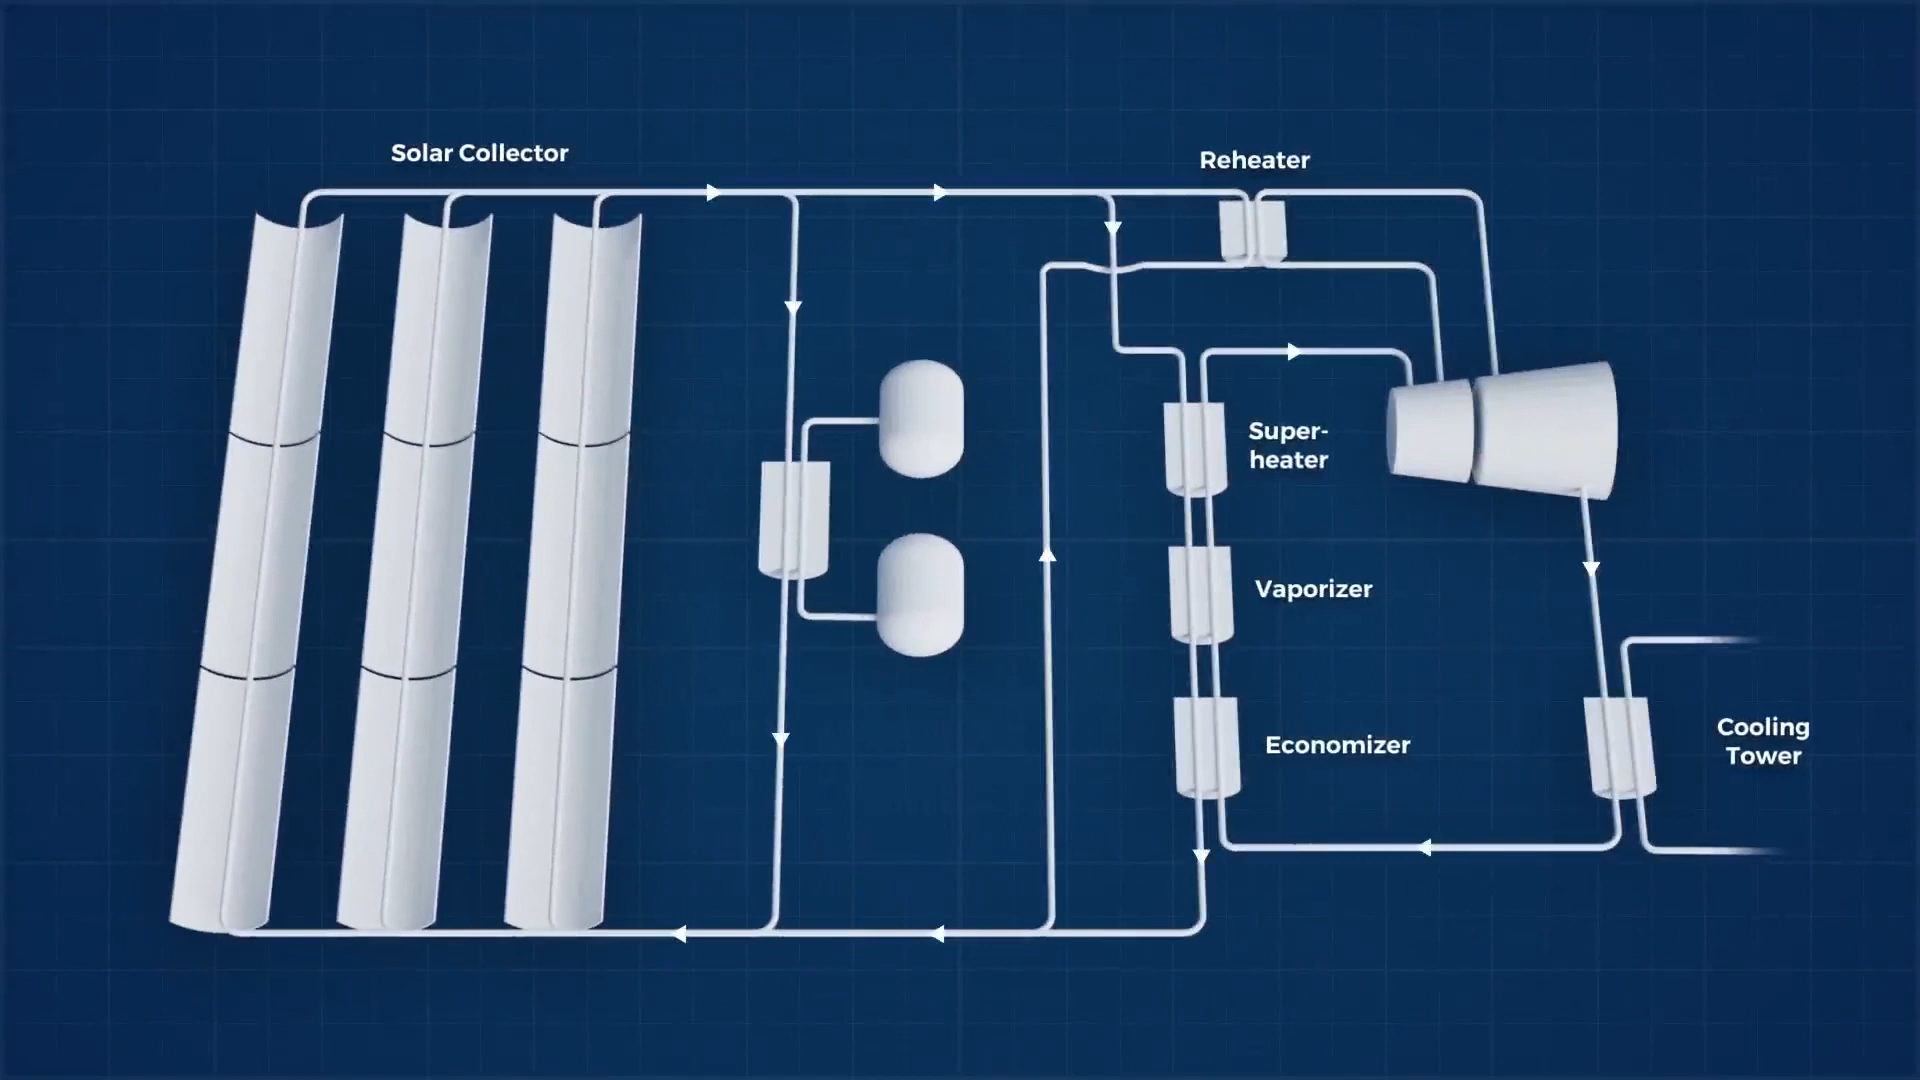 Solar Collector
Reheater
Super-
heater
Vaporizer
Economizer
Cooling
Tower